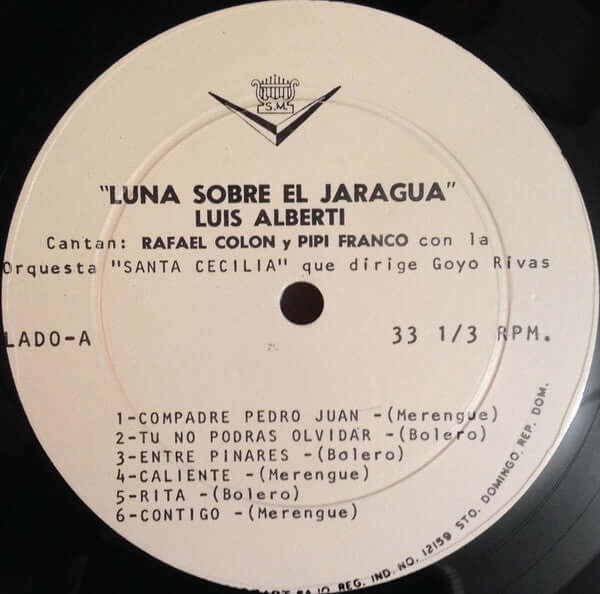 S.M.
"LUNA SOBRE EL JARAGUA"
LUIS ALBERTI
Cantan: RAFAEL COLON y PIPI FRANCO con la
Orquesta "SANTA CECILIA" que dirige Goyo Rivas
LADO-A
33 1/3 RPM.
1-COMPADRE PEDRO JUAN -(Merengue)
2-TU NO PODRAS OLVIDAR -(Bolero)
3-ENTRE PINARES -(Bolero)
4-CALIENTE -(Merengue)
5-RITA -(Bolero)
6-CONTIGO -(Merengue)
REG. IND. NO. 12159 STO. DOMINGO, REP. DOM.